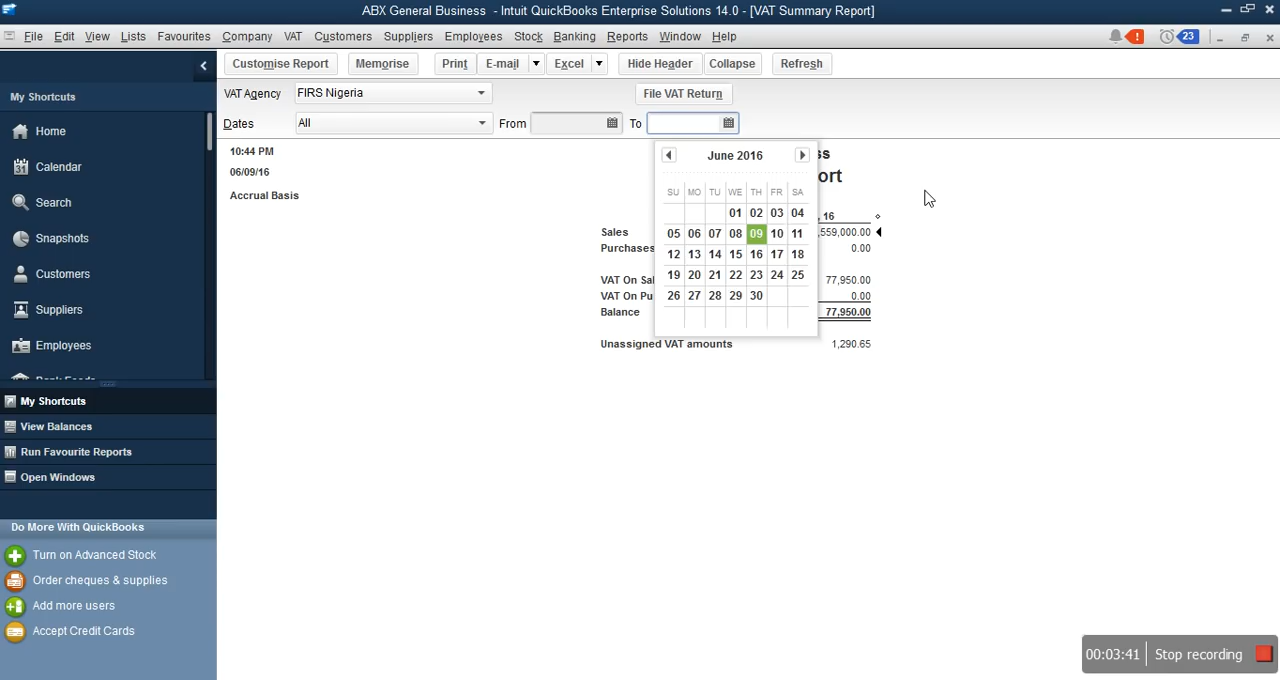 ABX General Business - Intuit QuickBooks Enterprise Solutions 14.0 - [VAT Summary Report]
File Edit View Lists Favourites Company VAT Customers Suppliers Employees Stock Banking Reports Window Help ! 23
Customise Report Memorise Print E-mail Excel Hide Header Collapse Refresh
My Shortcuts
VAT Agency FIRS Nigeria File VAT Return
Dates All From To
Home
Calendar
Search
Snapshots
Customers
Suppliers
Employees
My Shortcuts
View Balances
Run Favourite Reports
Open Windows
Do More With QuickBooks
Turn on Advanced Stock
Order cheques & supplies
Add more users
Accept Credit Cards
10:44 PM
06/09/16
Accrual Basis
June 2016
SU MO TU WE TH FR SA
01 02 03 04
05 06 07 08 09 10 11
12 13 14 15 16 17 18
19 20 21 22 23 24 25
26 27 28 29 30
, 16
Sales ,559,000.00
Purchases 0.00
VAT On Sal 77,950.00
VAT On Pu 0.00
Balance 77,950.00
Unassigned VAT amounts 1,290.65
00:03:41 Stop recording